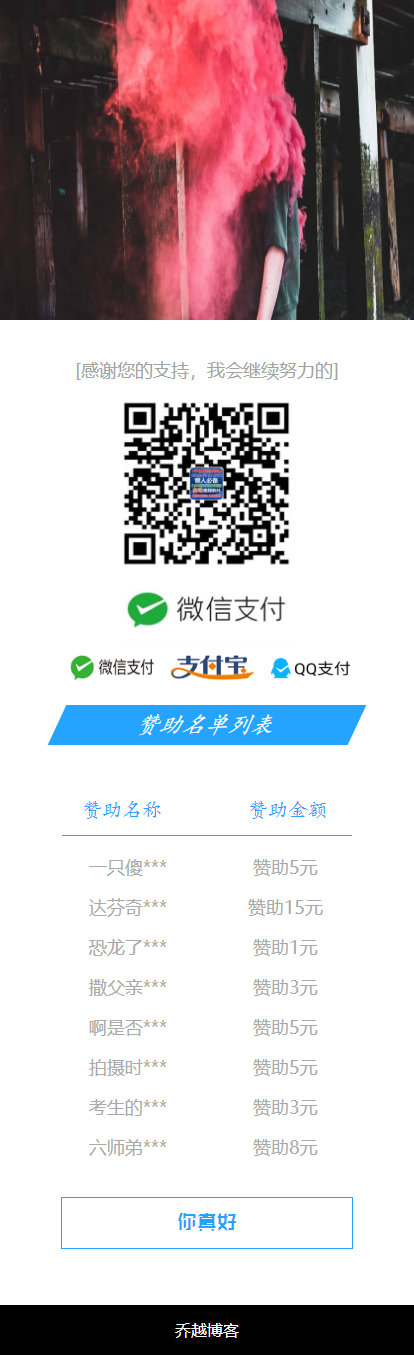 [感谢您的支持，我会继续努力的]
懒人必备
微信支付
微信支付 支付宝 QQ支付
赞助名单列表
赞助名称 赞助金额
一只傻*** 赞助5元
达芬奇*** 赞助15元
恐龙了*** 赞助1元
撒父亲*** 赞助3元
啊是否*** 赞助5元
拍摄时*** 赞助5元
考生的*** 赞助3元
六师弟*** 赞助8元
你真好
乔越博客